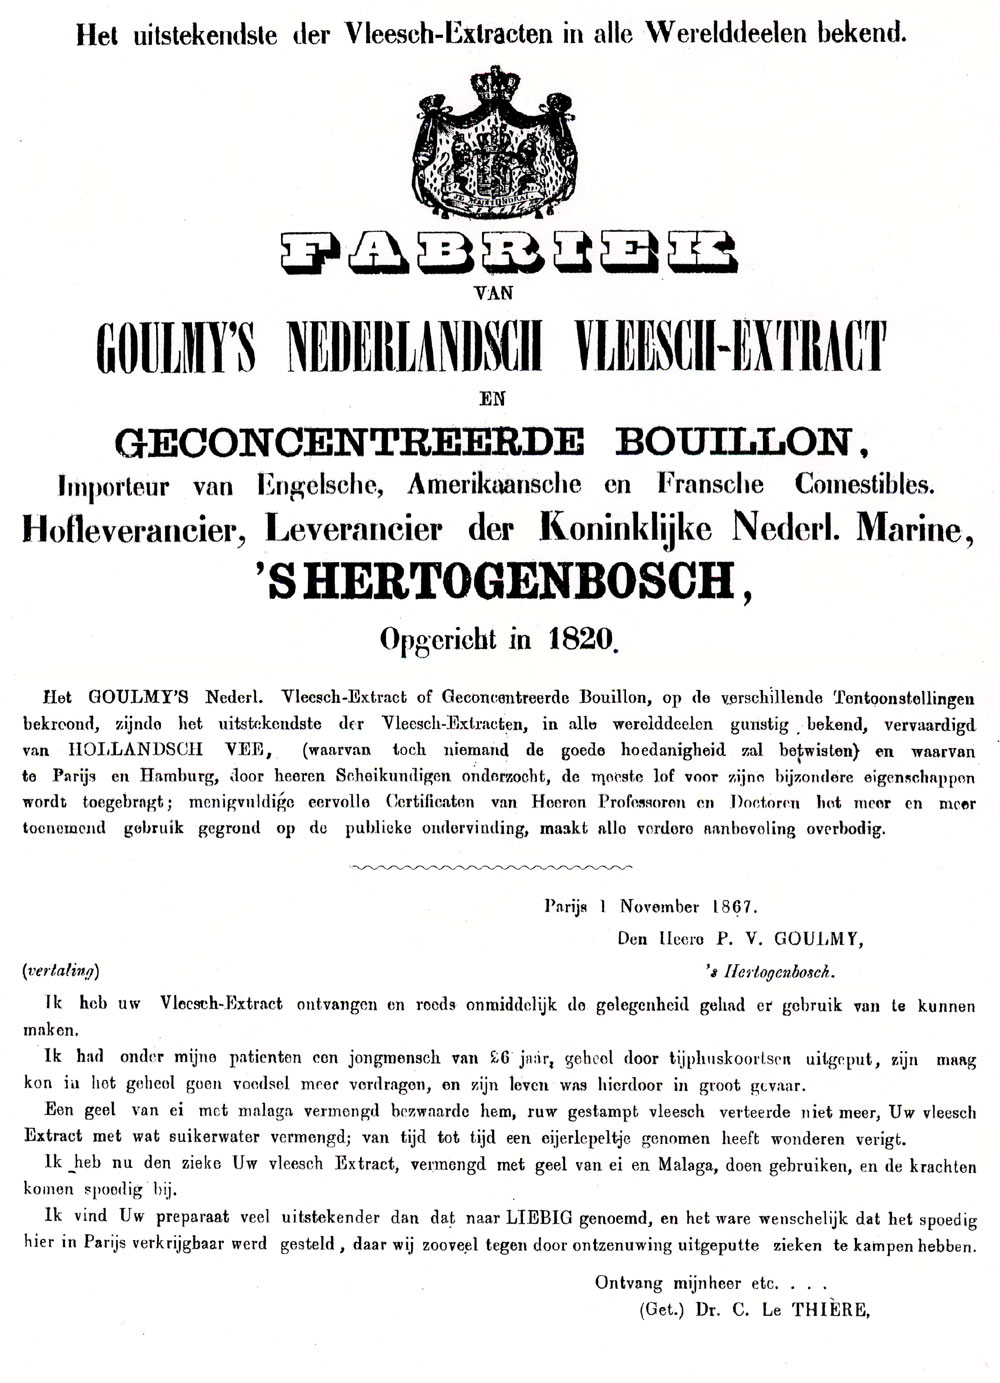 Het uitstekendste der Vleesch-Extracten in alle Werelddeelen bekend.
JE MAINTIENDRAI.
FABRIEK
VAN
GOULMY'S NEDERLANDSCH VLEESCH-EXTRACT
EN
GECONCENTREERDE BOUILLON,
Importeur van Engelsche, Amerikaansche en Fransche Comestibles.
Hofleverancier, Leverancier der Koninklijke Nederl. Marine,
'S HERTOGENBOSCH,
Opgericht in 1820.
Het GOULMY'S Nederl. Vleesch-Extract of Geconcentreerde Bouillon, op de verschillende Tentoonstellingen
bekroond, zijnde het uitstekendste der Vleesch-Extracten, in alle werelddeelen gunstig bekend, vervaardigd
van HOLLANDSCH VEE, (waarvan toch niemand de goede hoedanigheid zal betwisten) en waarvan
te Parijs en Hamburg, door heeren Scheikundigen onderzocht, de meeste lof voor zijne bijzondere eigenschappen
wordt toegebragt; menigvuldige eervolle Certificaten van Heeren Professoren en Doctoren het meer en meer
toenemend gebruik gegrond op de publieke ondervinding, maakt alle verdere aanbeveling overbodig.
Parijs 1 November 1867.
Den Heere P. V. GOULMY,
(vertaling) 's Hertogenbosch.
Ik heb uw Vleesch-Extract ontvangen en reeds onmiddelijk de gelegenheid gehad er gebruik van te kunnen
maken.
Ik had onder mijne patienten een jongmensch van 26 jaar, geheel door tijphuskoortsen uitgeput, zijn maag
kon in het geheel geen voedsel meer verdragen, en zijn leven was hierdoor in groot gevaar.
Een geel van ei met malaga vermengd bezwaarde hem, ruw gestampt vleesch verteerde niet meer, Uw vleesch
Extract met wat suikerwater vermengd; van tijd tot tijd een eijerlepeltje genomen heeft wonderen verigt.
Ik heb nu den zieke Uw vleesch Extract, vermengd met geel van ei en Malaga, doen gebruiken, en de krachten
komen spoedig bij.
Ik vind Uw preparaat veel uitstekender dan dat naar LIEBIG genoemd, en het ware wenschelijk dat het spoedig
hier in Parijs verkrijgbaar werd gesteld, daar wij zooveel tegen door ontzenuwing uitgeputte zieken te kampen hebben.
Ontvang mijnheer etc. . . .
(Get.) Dr. C. Le THIÈRE,